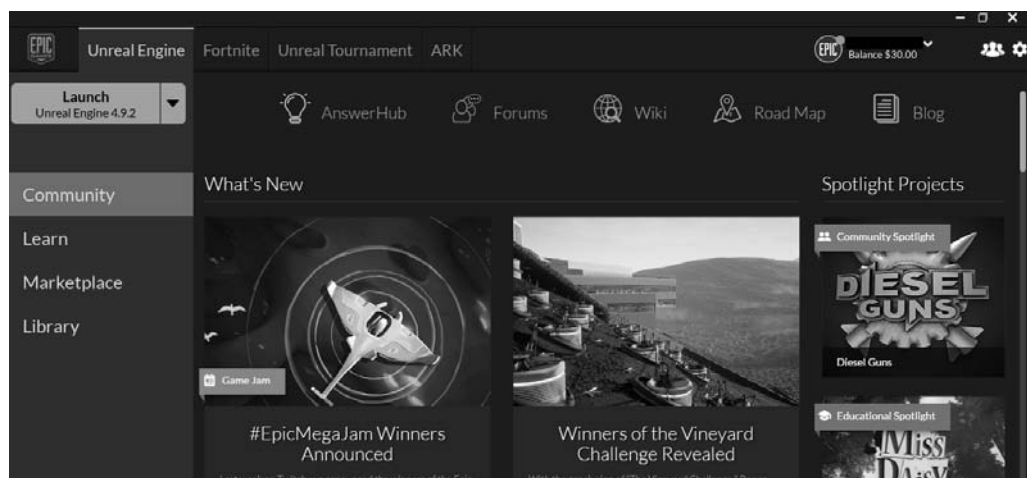 EPIC
Unreal Engine
Fortnite
Unreal Tournament
ARK
EPIC
Balance $30.00
Launch
Unreal Engine 4.9.2
AnswerHub
Forums
Wiki
Road Map
Blog
Community
Learn
Marketplace
Library
What's New
Game Jam
#EpicMegaJam Winners
Announced
Winners of the Vineyard
Challenge Revealed
Spotlight Projects
Community Spotlight
DIESEL
GUNS
Diesel Guns
Educational Spotlight
MISS
DAISY